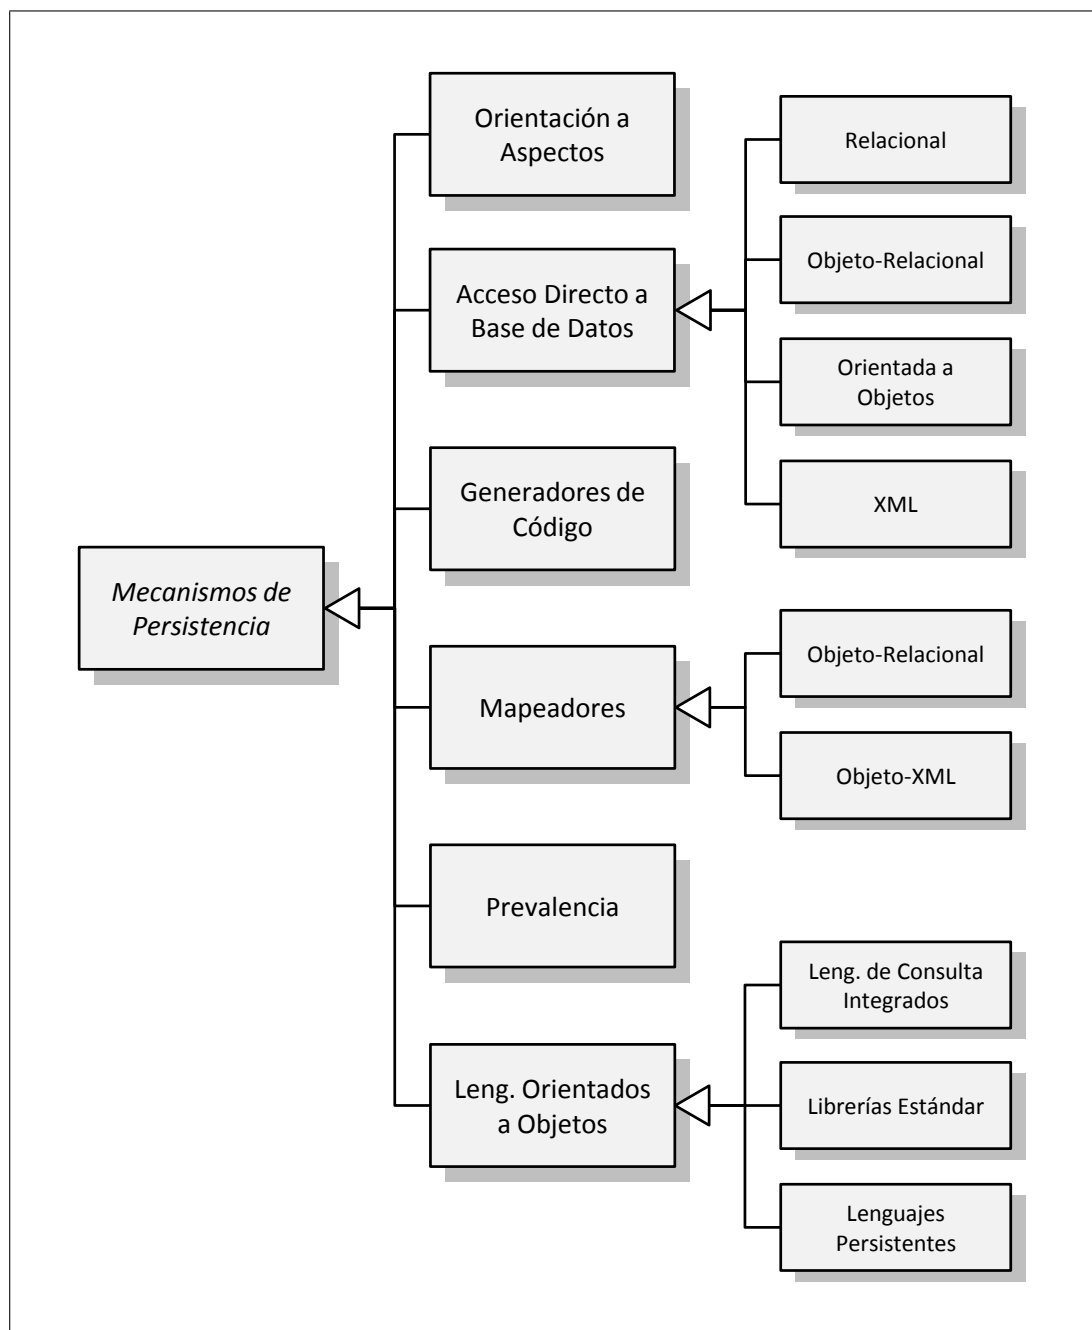 Orientación a
Aspectos
Relacional
Objeto-Relacional
Acceso Directo a
Base de Datos
Orientada a
Objetos
XML
Generadores de
Código
Mecanismos de
Persistencia
Mapeadores
Objeto-Relacional
Objeto-XML
Prevalencia
Leng. Orientados
a Objetos
Leng. de Consulta
Integrados
Librerías Estándar
Lenguajes
Persistentes